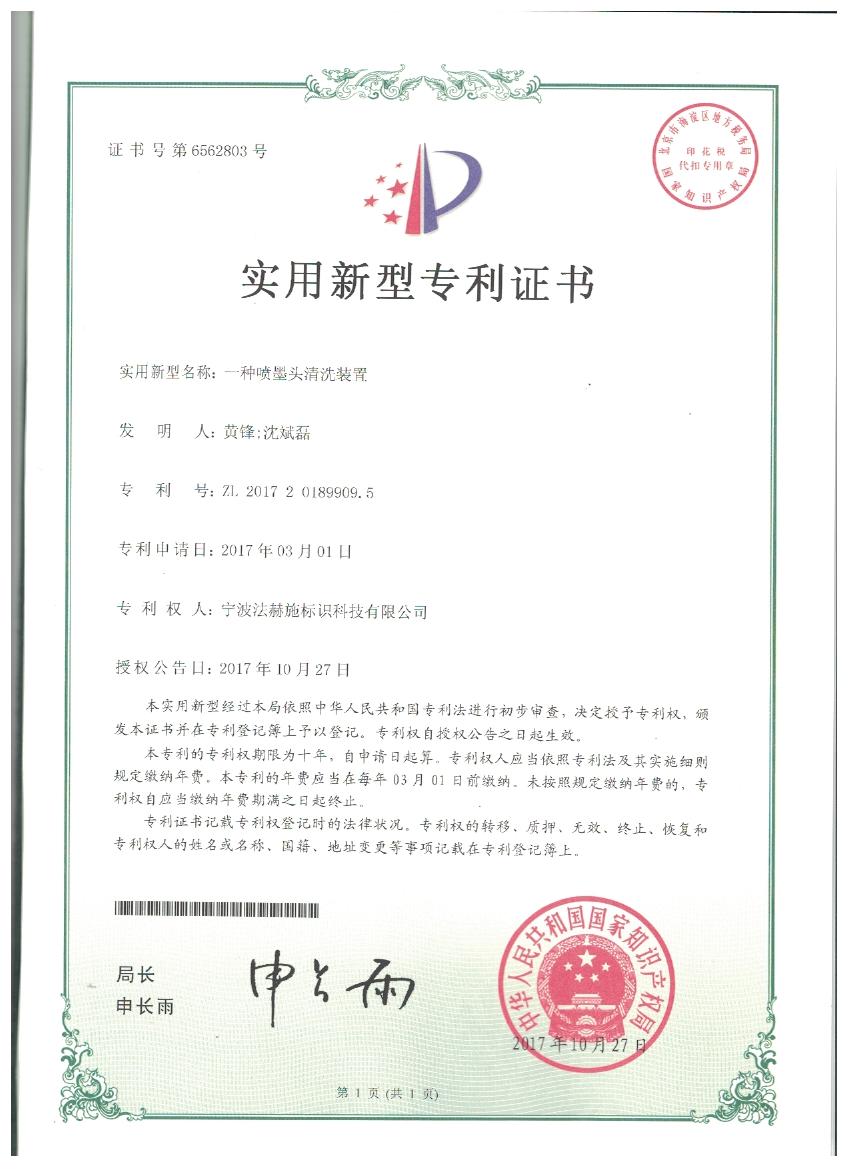 证书号第6562803号
北京市海淀区地方税务局
印花税
代扣专用章
国家知识产权局
实用新型专利证书
实用新型名称：一种喷墨头清洗装置
发明人：黄锋;沈斌磊
专利号：ZL 2017 2 0189909.5
专利申请日：2017年03月01日
专利权人：宁波法赫施标识科技有限公司
授权公告日：2017年10月27日
本实用新型经过本局依照中华人民共和国专利法进行初步审查，决定授予专利权，颁
发本证书并在专利登记簿上予以登记。专利权自授权公告之日起生效。
本专利的专利权期限为十年，自申请日起算。专利权人应当依照专利法及其实施细则
规定缴纳年费。本专利的年费应当在每年03月01日前缴纳。未按照规定缴纳年费的，专
利权自应当缴纳年费期满之日起终止。
专利证书记载专利权登记时的法律状况。专利权的转移、质押、无效、终止、恢复和
专利权人的姓名或名称、国籍、地址变更等事项记载在专利登记簿上。
局长
申长雨
申长雨
中华人民共和国国家知识产权局
2017年10月27日
第1页(共1页)